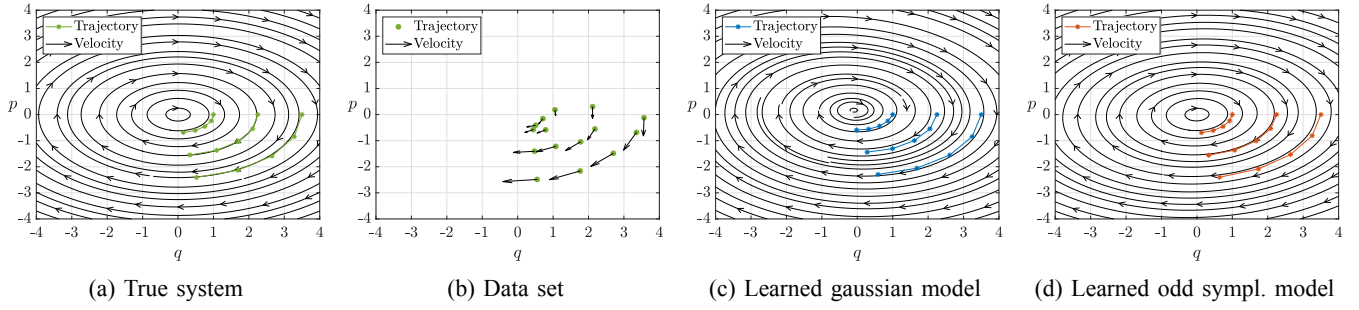 Trajectory
Velocity
4
3
2
1
0
-1
-2
-3
-4
p
-4 -3 -2 -1 0 1 2 3 4
q
(a) True system
Trajectory
Velocity
4
3
2
1
0
-1
-2
-3
-4
p
-4 -3 -2 -1 0 1 2 3 4
q
(b) Data set
Trajectory
Velocity
4
3
2
1
0
-1
-2
-3
-4
p
-4 -3 -2 -1 0 1 2 3 4
q
(c) Learned gaussian model
Trajectory
Velocity
4
3
2
1
0
-1
-2
-3
-4
p
-4 -3 -2 -1 0 1 2 3 4
q
(d) Learned odd sympl. model